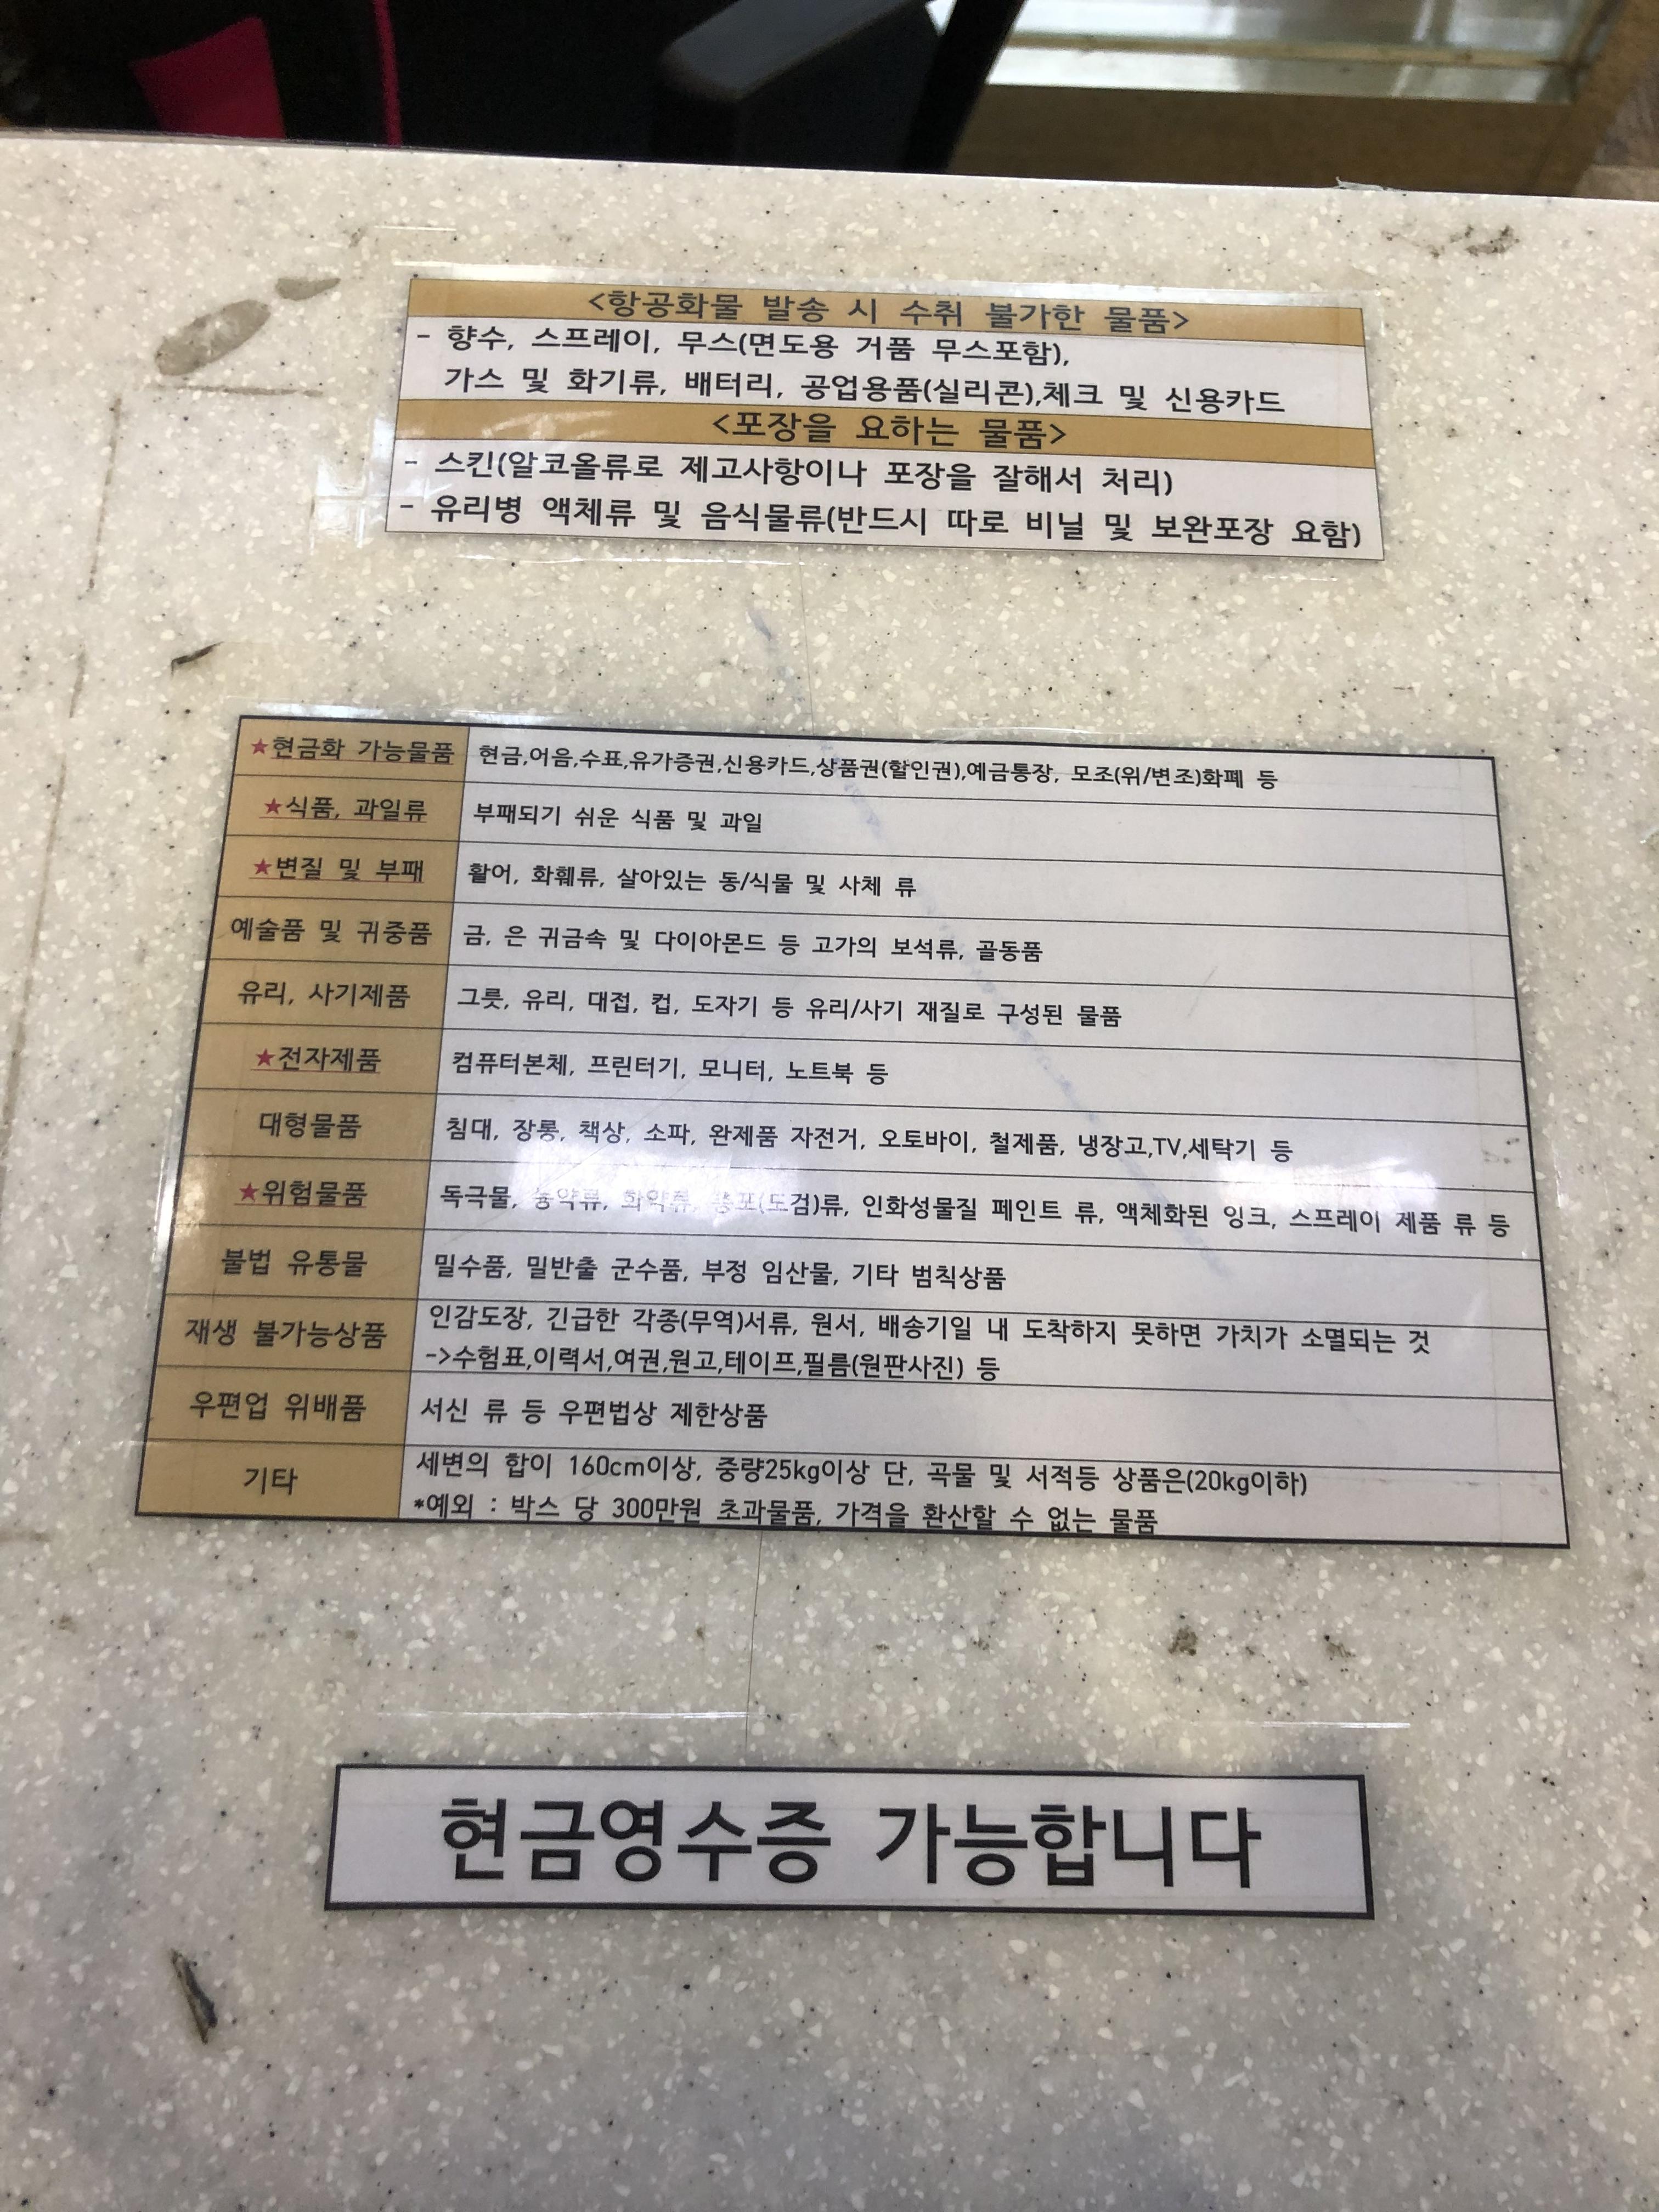 <항공화물 발송 시 수취 불가한 물품>
- 향수, 스프레이, 무스(면도용 거품 무스포함),
가스 및 화기류, 배터리, 공업용품(실리콘),체크 및 신용카드
<포장을 요하는 물품>
- 스킨(알코올류로 제고사항이나 포장을 잘해서 처리)
- 유리병 액체류 및 음식물류(반드시 따로 비닐 및 보완포장 요함)
★현금화 가능물품 현금,어음,수표,유가증권,신용카드,상품권(할인권),예금통장, 모조(위/변조)화폐 등
★식품, 과일류 부패되기 쉬운 식품 및 과일
★변질 및 부패 활어, 화훼류, 살아있는 동/식물 및 사체 류
예술품 및 귀중품 금, 은 귀금속 및 다이아몬드 등 고가의 보석류, 골동품
유리, 사기제품 그릇, 유리, 대접, 컵, 도자기 등 유리/사기 재질로 구성된 물품
★전자제품 컴퓨터본체, 프린터기, 모니터, 노트북 등
대형물품 침대, 장롱, 책상, 소파, 완제품 자전거, 오토바이, 철제품, 냉장고,TV,세탁기 등
★위험물품 독극물, 농약류, 화약류, 총포(도검)류, 인화성물질 페인트 류, 액체화된 잉크, 스프레이 제품 류 등
불법 유통물 밀수품, 밀반출 군수품, 부정 임산물, 기타 범칙상품
재생 불가능상품 인감도장, 긴급한 각종(무역)서류, 원서, 배송기일 내 도착하지 못하면 가치가 소멸되는 것
->수험표,이력서,여권,원고,테이프,필름(원판사진) 등
우편업 위배품 서신 류 등 우편법상 제한상품
기타 세변의 합이 160cm이상, 중량25kg이상 단, 곡물 및 서적등 상품은(20kg이하)
*예외 : 박스 당 300만원 초과물품, 가격을 환산할 수 없는 물품
현금영수증 가능합니다